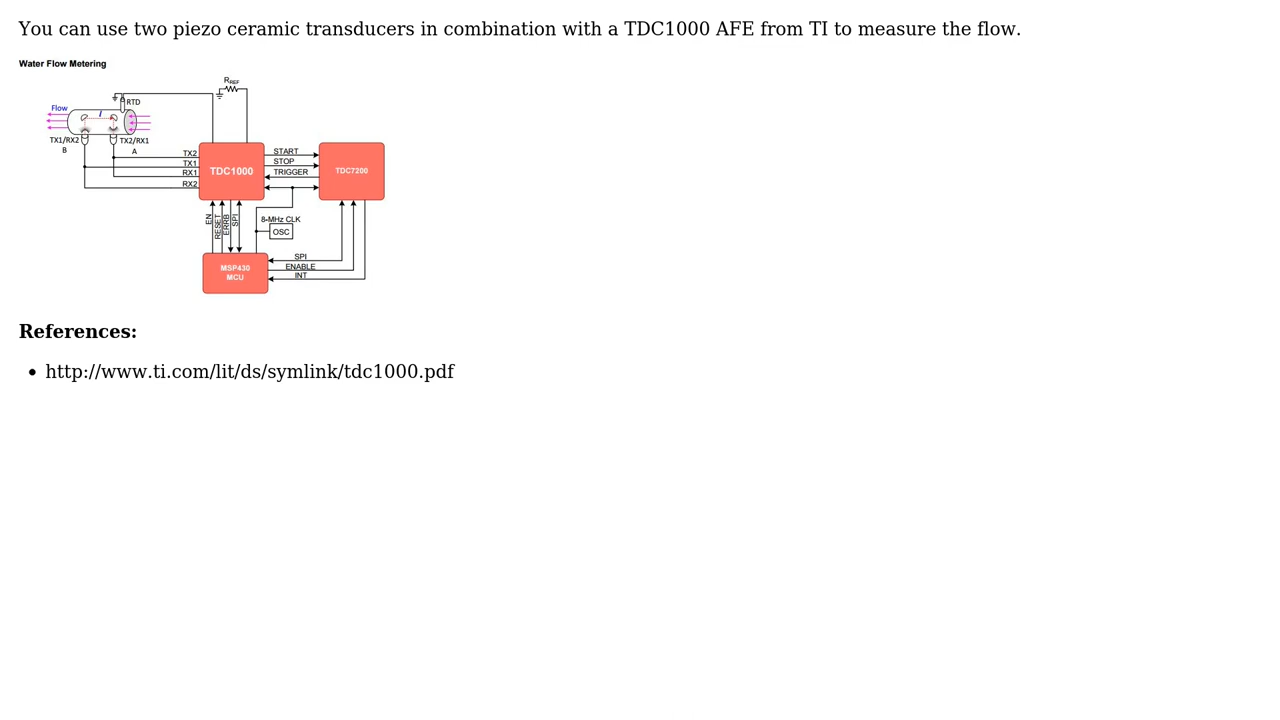 You can use two piezo ceramic transducers in combination with a TDC1000 AFE from TI to measure the flow.
Water Flow Metering
RREF
RTD
Flow
l
TX1/RX2
TX2/RX1
B
A
TX2
TX1
RX1
RX2
TDC1000
START
STOP
TRIGGER
TDC7200
EN
RESET
ERRB
SPI
8-MHz CLK
OSC
MSP430
MCU
SPI
ENABLE
INT
References:
• http://www.ti.com/lit/ds/symlink/tdc1000.pdf